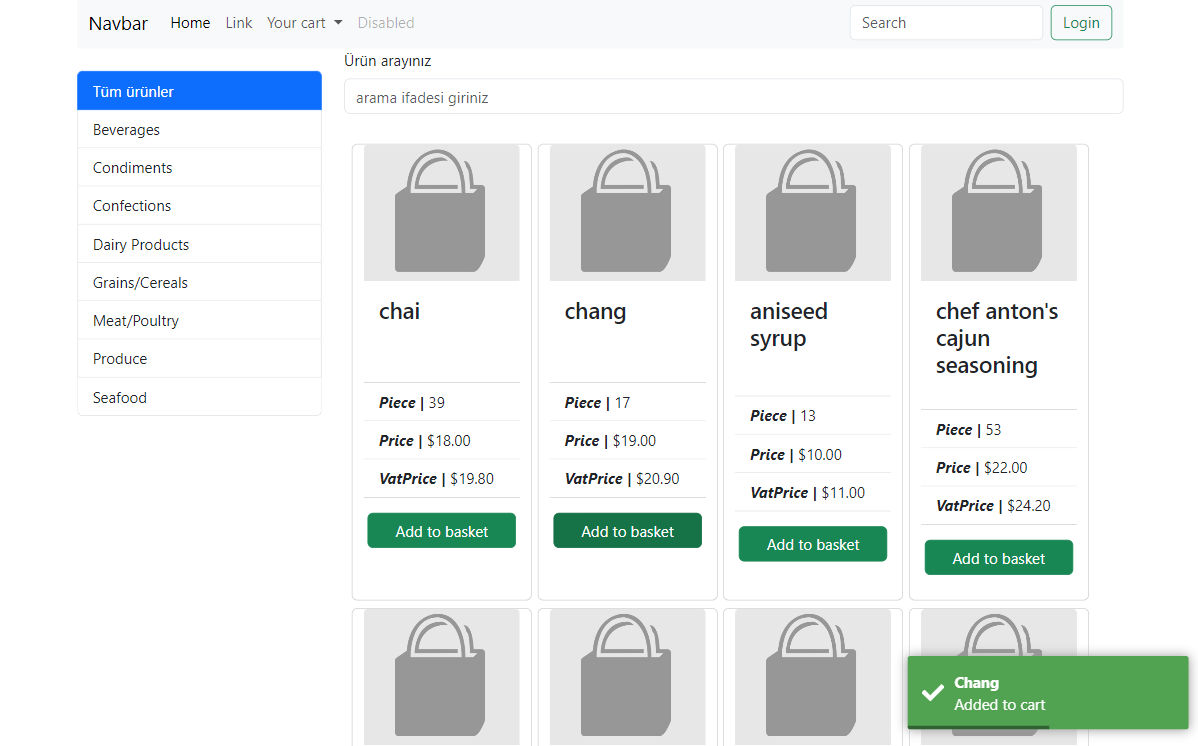 Navbar Home Link Your cart Disabled Search Login
Ürün arayınız
arama ifadesi giriniz
Tüm ürünler
Beverages
Condiments
Confections
Dairy Products
Grains/Cereals
Meat/Poultry
Produce
Seafood
chai
Piece | 39
Price | $18.00
VatPrice | $19.80
Add to basket
chang
Piece | 17
Price | $19.00
VatPrice | $20.90
Add to basket
aniseed
syrup
Piece | 13
Price | $10.00
VatPrice | $11.00
Add to basket
chef anton's
cajun
seasoning
Piece | 53
Price | $22.00
VatPrice | $24.20
Add to basket
Chang
Added to cart